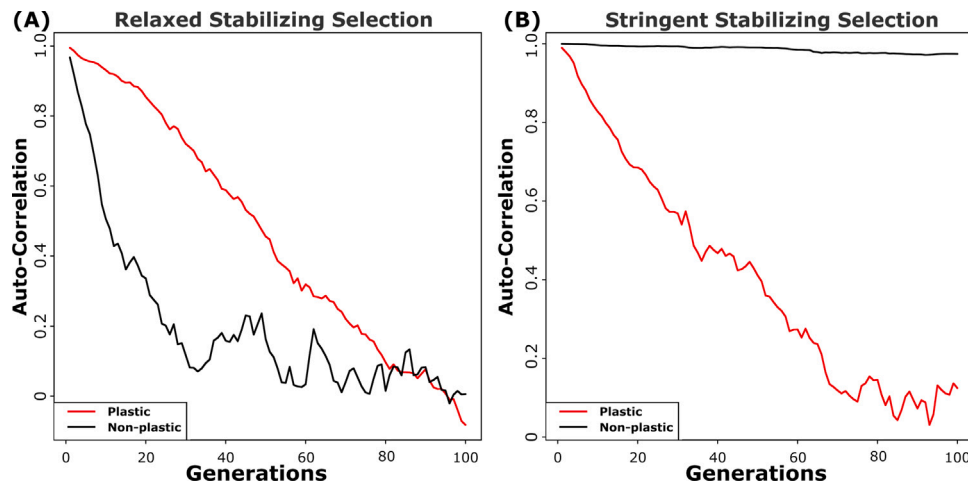 (A) Relaxed Stabilizing Selection
Auto-Correlation
1.0
0.8
0.6
0.4
0.2
0
Plastic
Non-plastic
0 20 40 60 80 100
Generations
(B) Stringent Stabilizing Selection
Auto-Correlation
1.0
0.8
0.6
0.4
0.2
0
Plastic
Non-plastic
0 20 40 60 80 100
Generations